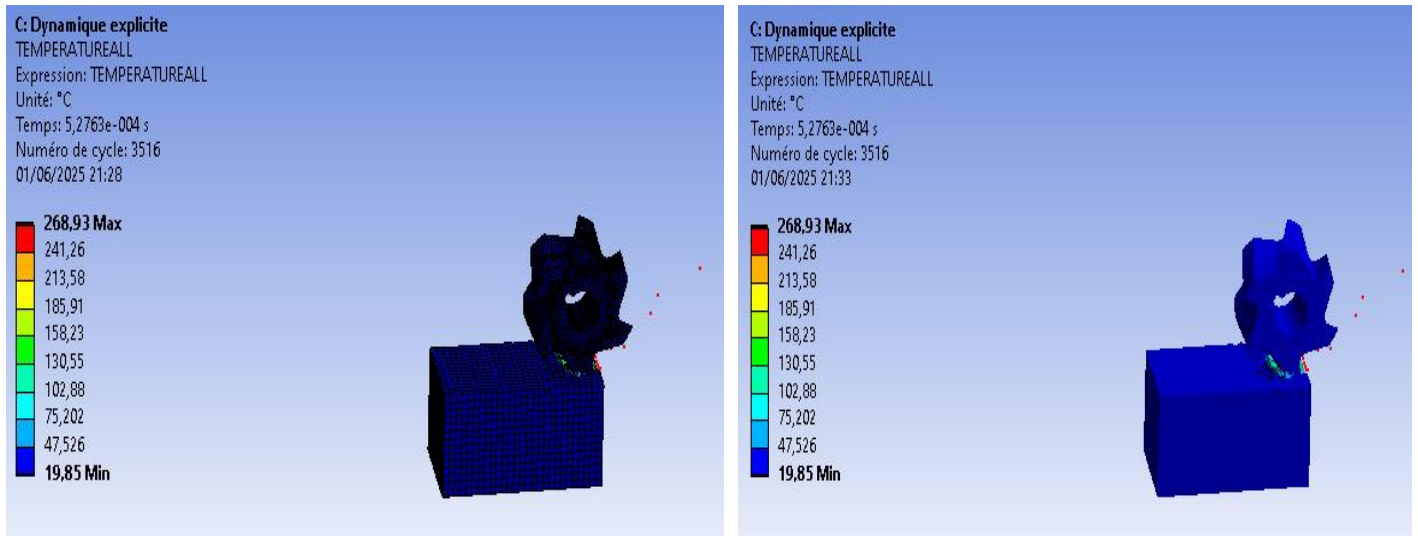 C: Dynamique explicite
TEMPERATUREALL
Expression: TEMPERATUREALL
Unité: °C
Temps: 5,2763e-004 s
Numéro de cycle: 3516
01/06/2025 21:28
268,93 Max
241,26
213,58
185,91
158,23
130,55
102,88
75,202
47,526
19,85 Min
C: Dynamique explicite
TEMPERATUREALL
Expression: TEMPERATUREALL
Unité: °C
Temps: 5,2763e-004 s
Numéro de cycle: 3516
01/06/2025 21:33
268,93 Max
241,26
213,58
185,91
158,23
130,55
102,88
75,202
47,526
19,85 Min